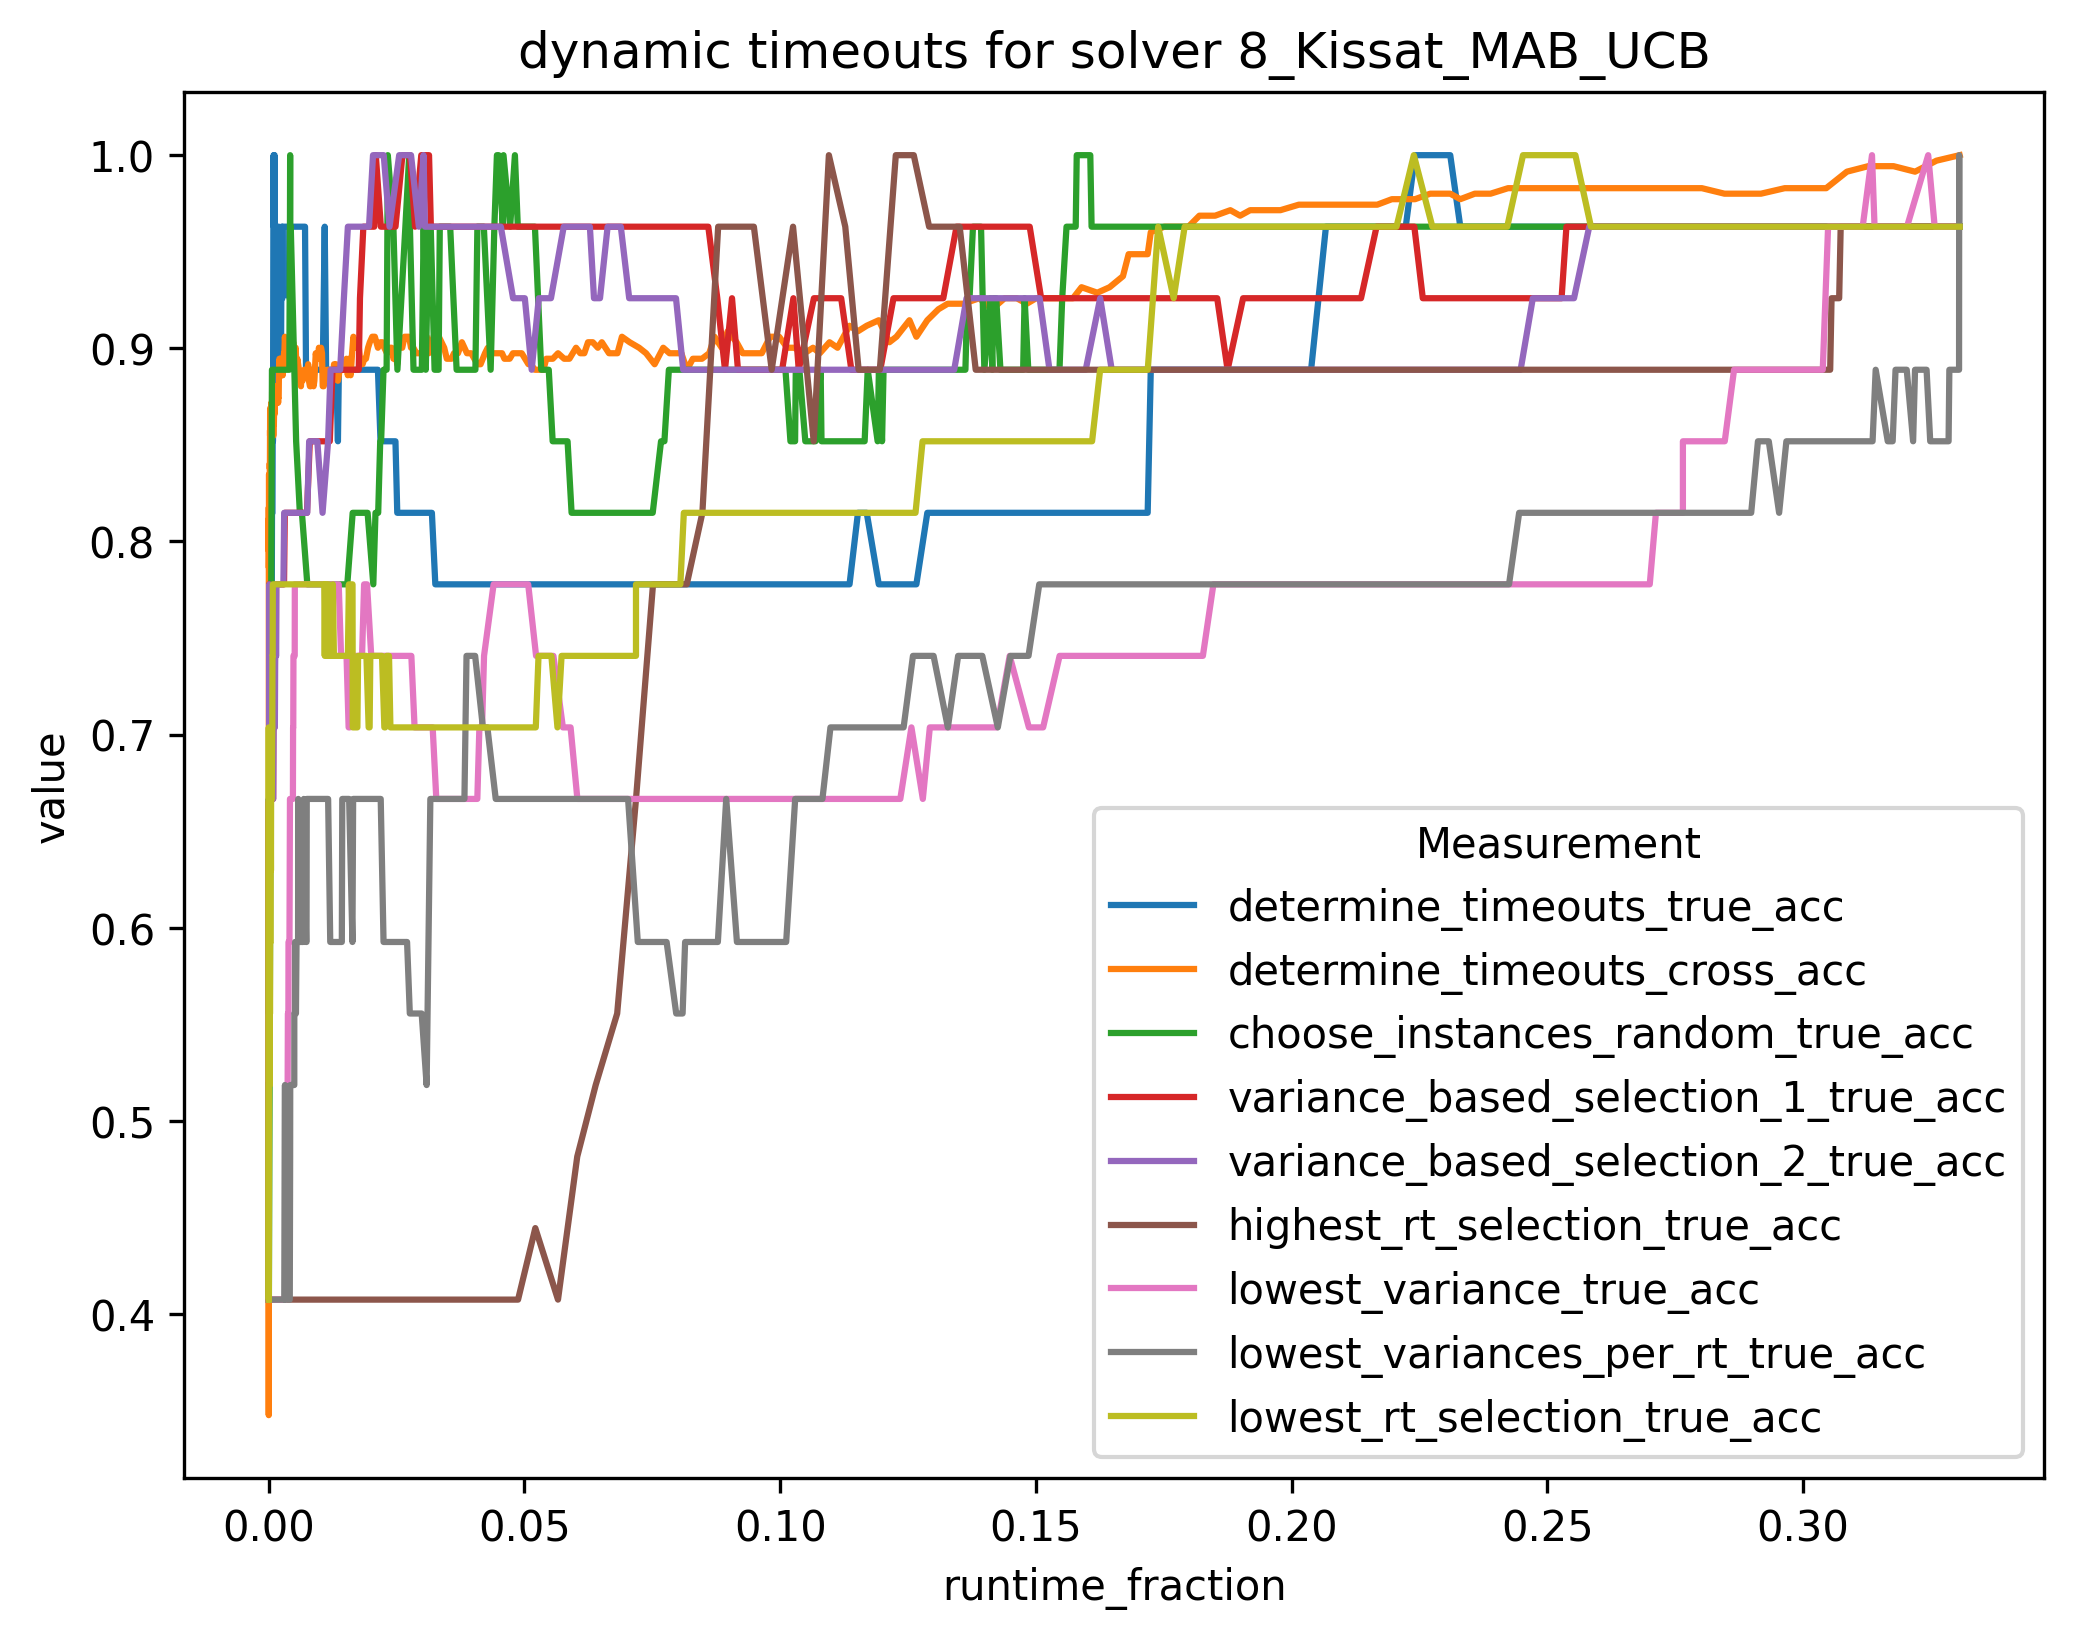 dynamic timeouts for solver 8_Kissat_MAB_UCB
1.0
0.9
0.8
0.7
0.6
0.5
0.4
value
0.00 0.05 0.10 0.15 0.20 0.25 0.30
runtime_fraction
Measurement
determine_timeouts_true_acc
determine_timeouts_cross_acc
choose_instances_random_true_acc
variance_based_selection_1_true_acc
variance_based_selection_2_true_acc
highest_rt_selection_true_acc
lowest_variance_true_acc
lowest_variances_per_rt_true_acc
lowest_rt_selection_true_acc